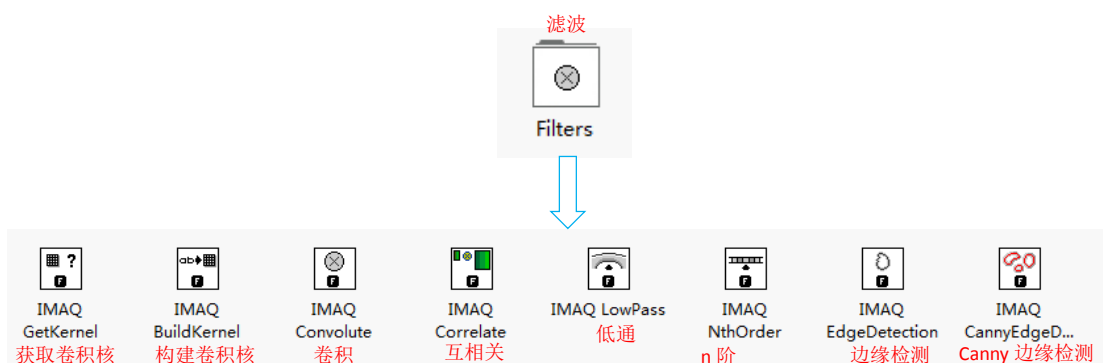 滤波
Filters
?
ab
IMAQ
GetKernel
获取卷积核
IMAQ
BuildKernel
构建卷积核
IMAQ
Convolute
卷积
IMAQ
Correlate
互相关
IMAQ LowPass
低通
IMAQ
NthOrder
n 阶
IMAQ
EdgeDetection
边缘检测
IMAQ
CannyEdgeD...
Canny 边缘检测